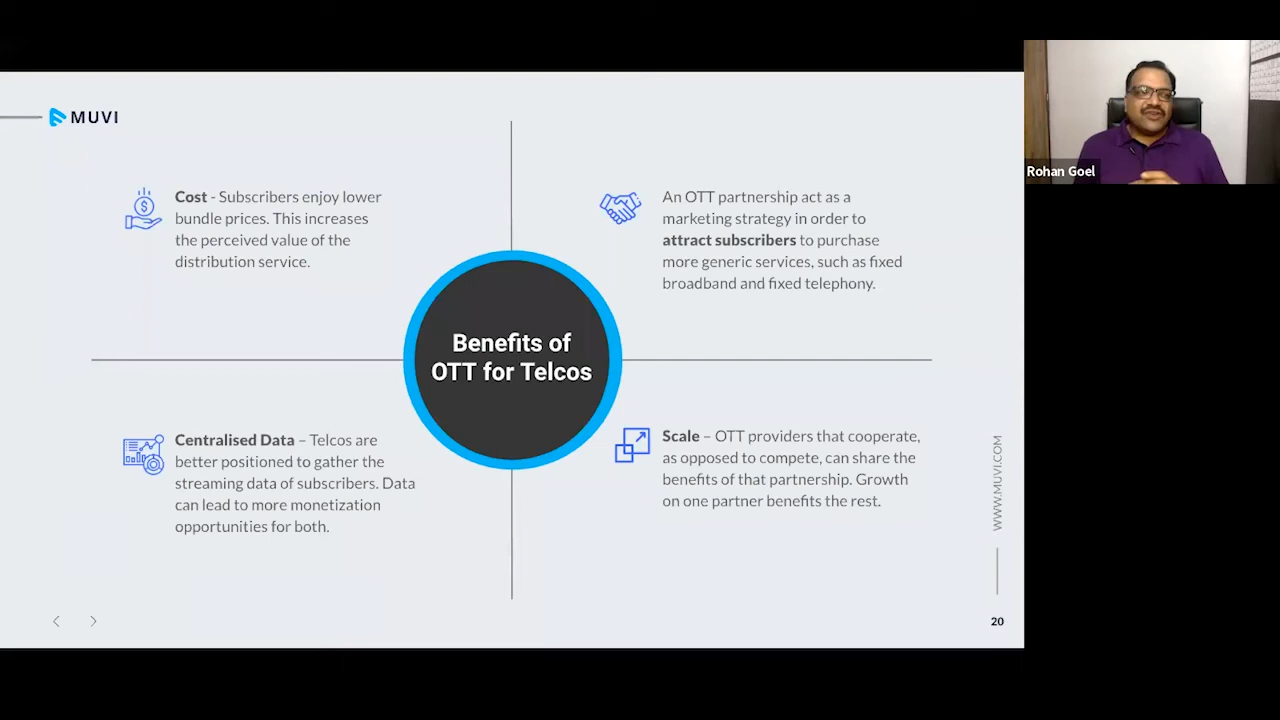 MUVI
Cost - Subscribers enjoy lower
bundle prices. This increases
the perceived value of the
distribution service.
An OTT partnership act as a
marketing strategy in order to
attract subscribers to purchase
more generic services, such as fixed
broadband and fixed telephony.
Benefits of
OTT for Telcos
Centralised Data – Telcos are
better positioned to gather the
streaming data of subscribers. Data
can lead to more monetization
opportunities for both.
Scale – OTT providers that cooperate,
as opposed to compete, can share the
benefits of that partnership. Growth
on one partner benefits the rest.
WWW.MUVI.COM
20
Rohan Goel